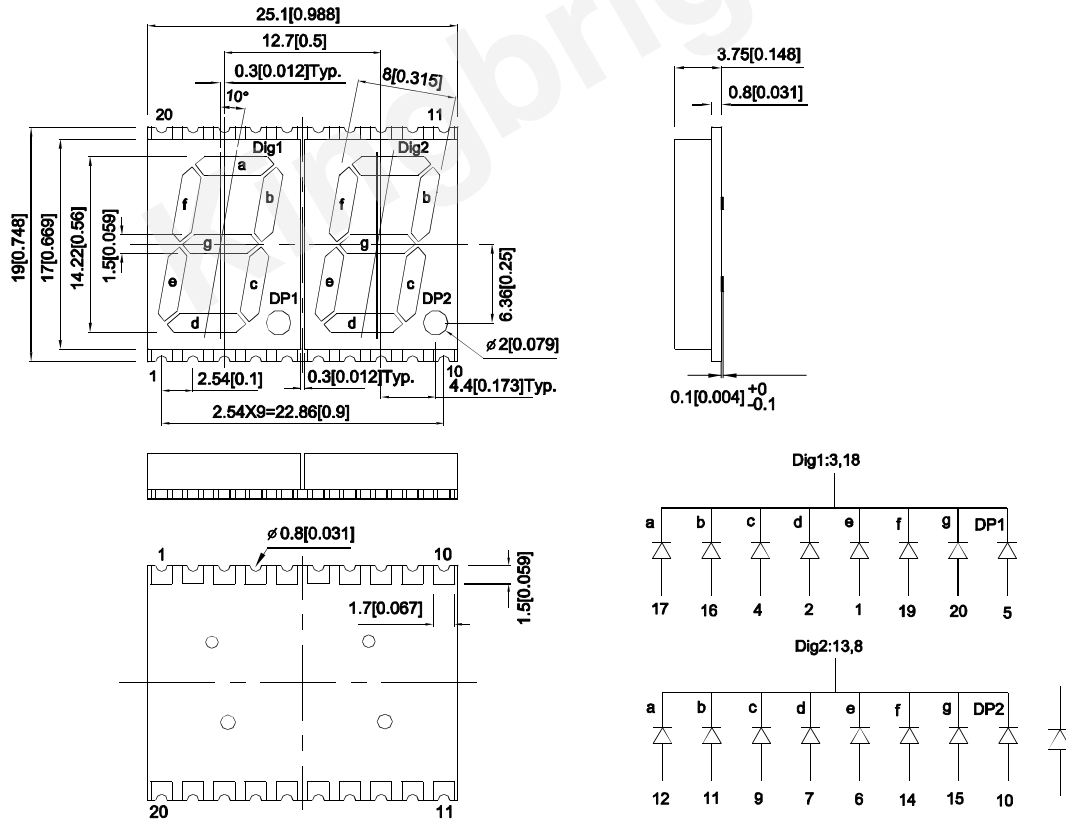 25.1[0.988]
12.7[0.5]
0.3[0.012]Typ.
8[0.315]
10°
20
11
Dig1
Dig2
a
b
f
g
e
c
d
DP1
f
b
g
e
c
d
DP2
19[0.748]
17[0.669]
14.22[0.56]
1.5[0.059]
6.36[0.25]
ø2[0.079]
1
10
2.54[0.1]
0.3[0.012]Typ.
4.4[0.173]Typ.
2.54X9=22.86[0.9]
3.75[0.148]
0.8[0.031]
0.1[0.004] +0 -0.1
ø0.8[0.031]
1
10
1.5[0.059]
1.7[0.067]
20
11
Dig1:3,18
a b c d e f g DP1
17 16 4 2 1 19 20 5
Dig2:13,8
a b c d e f g DP2
12 11 9 7 6 14 15 10
Kingbrig